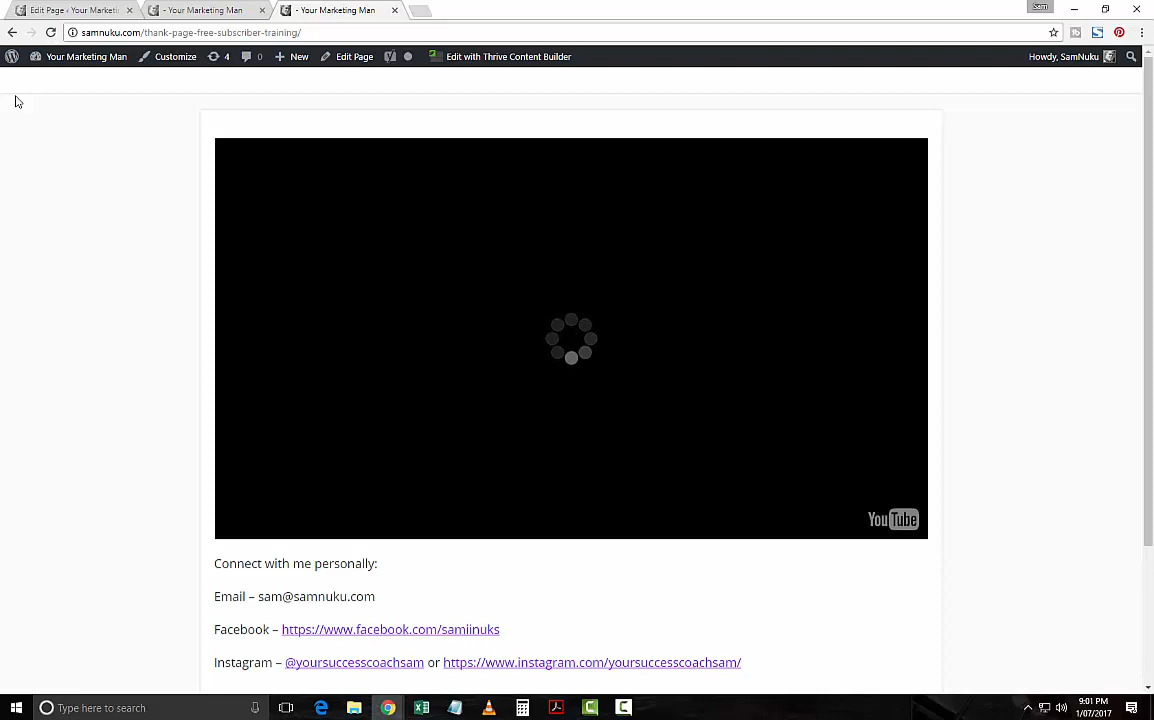 Edit Page ‹ Your Marketi
- Your Marketing Man
- Your Marketing Man
Sam
samnuku.com/thank-page-free-subscriber-training/
Your Marketing Man
Customize
4
0
New
Edit Page
Edit with Thrive Content Builder
Howdy, SamNuku
YouTube
Connect with me personally:
Email – sam@samnuku.com
Facebook – https://www.facebook.com/samiinuks
Instagram – @yoursuccesscoachsam or https://www.instagram.com/yoursuccesscoachsam/
Type here to search
9:01 PM
1/07/2017